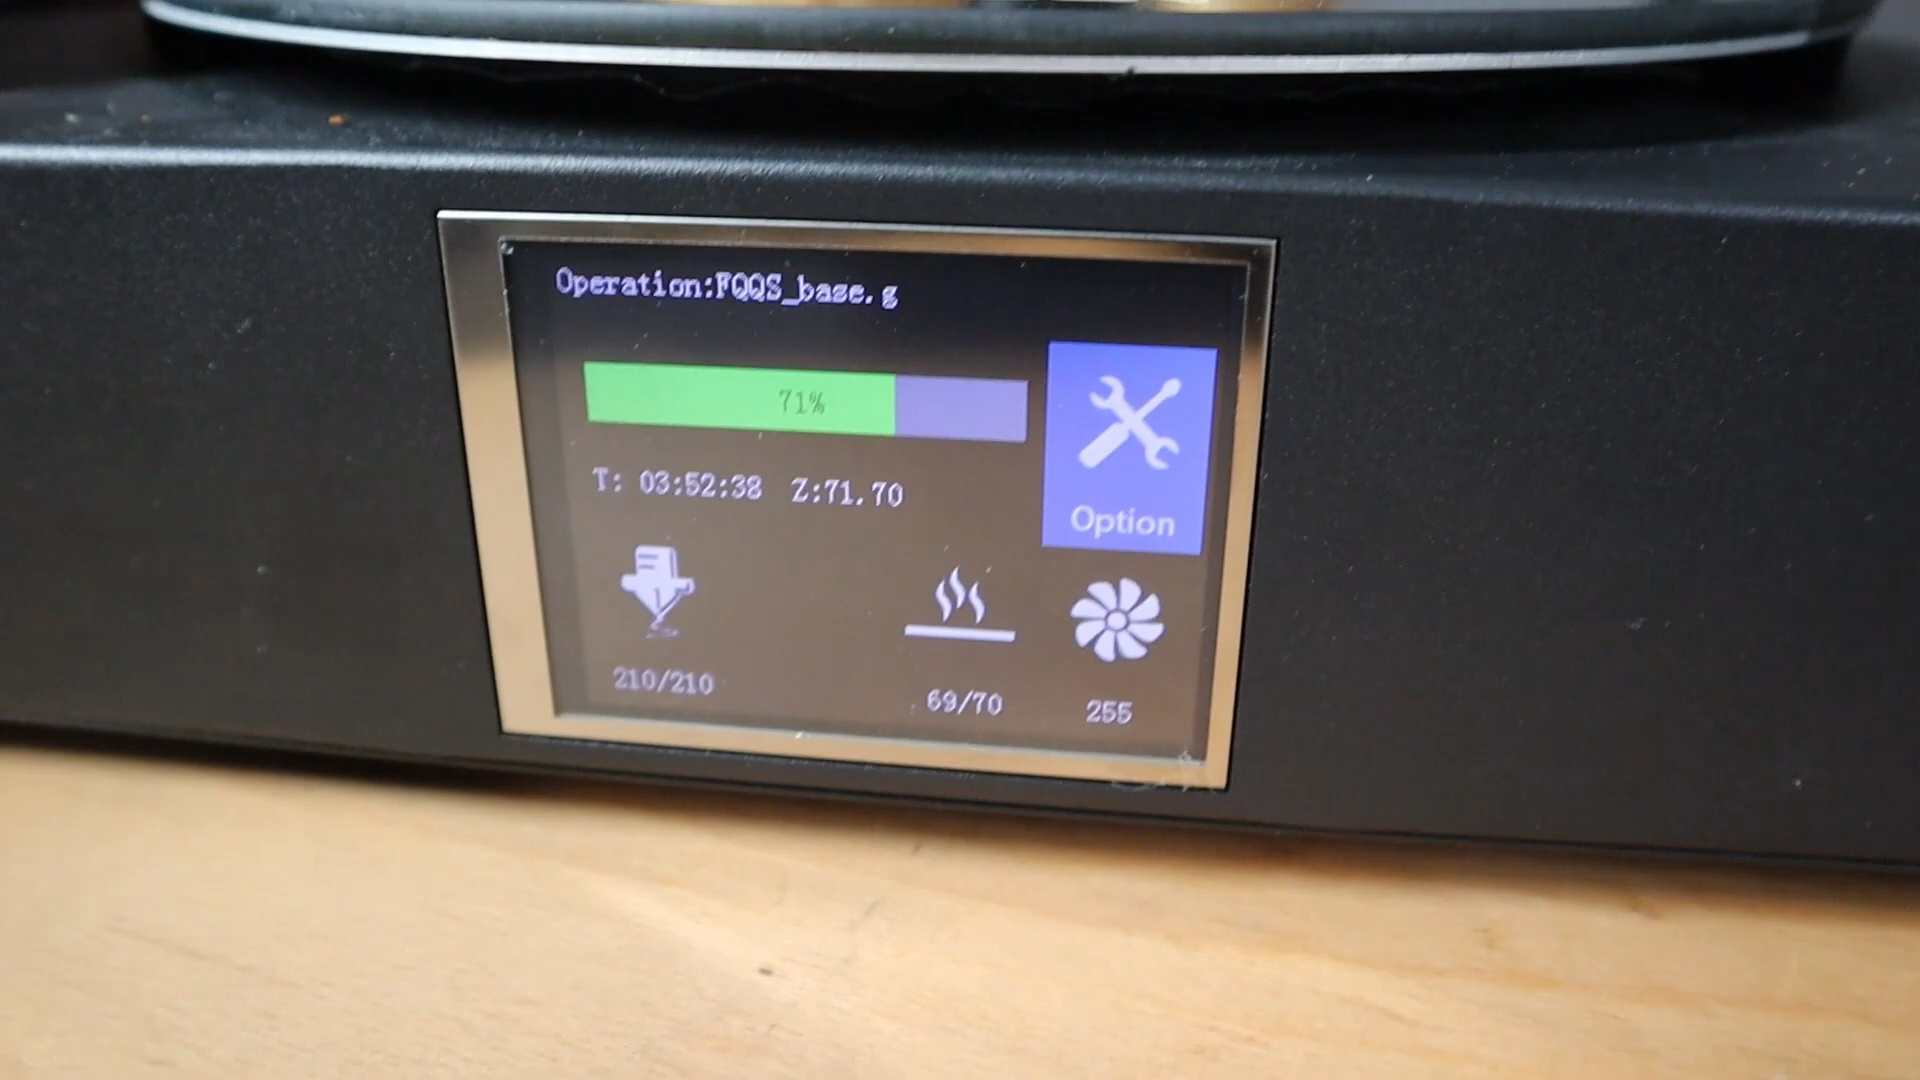 Operation:FQQS_base.g
71%
T: 03:52:38 Z:71.70
Option
210/210
69/70
255